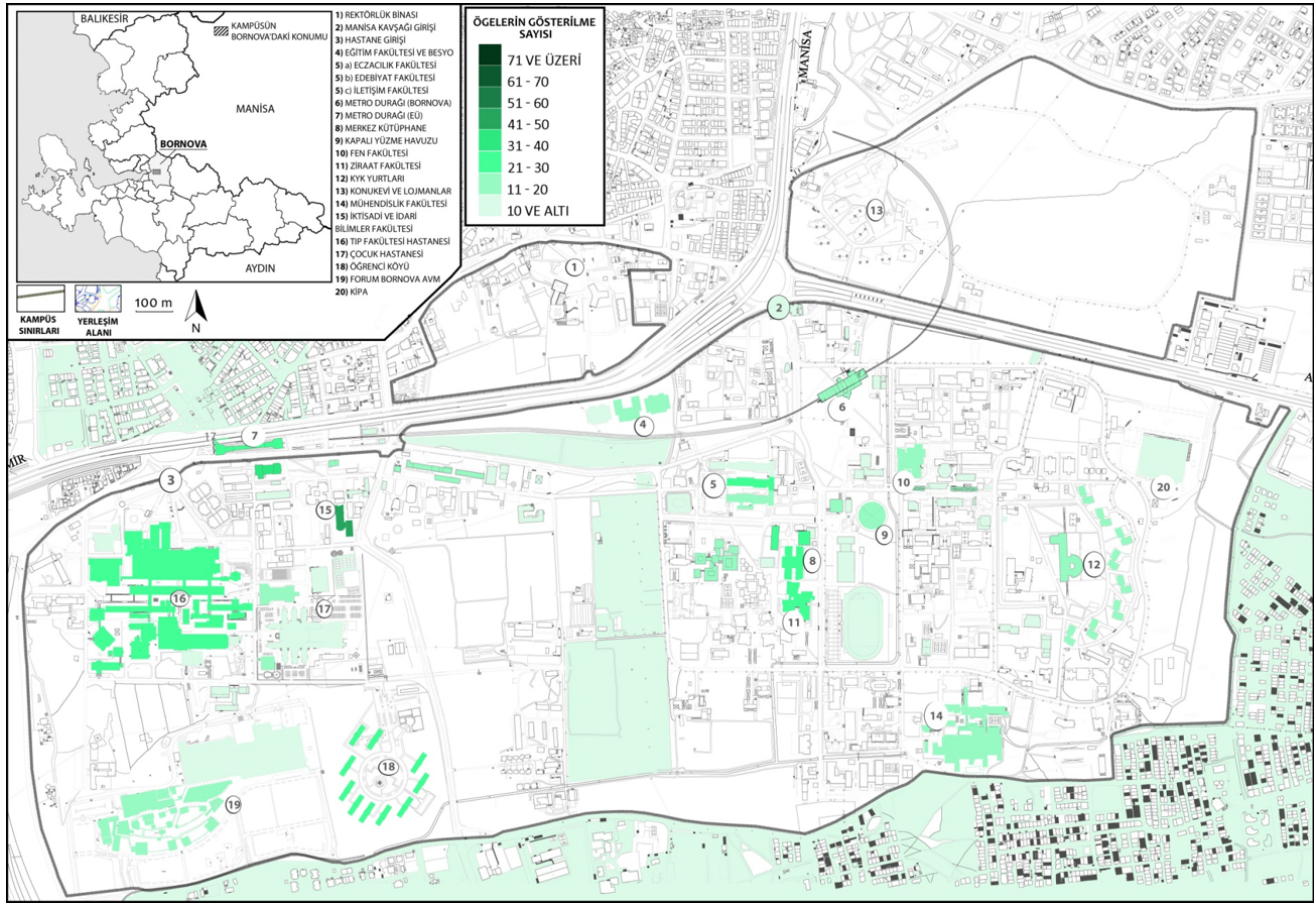 BALIKESİR
KAMPÜSÜN
BORNOVA'DAKİ KONUMU
MANİSA
BORNOVA
AYDIN
KAMPÜS
SINIRLARI
YERLEŞİM
ALANI
100 m
N
1) REKTÖRLÜK BİNASI
2) MANİSA KAVŞAĞI GİRİŞİ
3) HASTANE GİRİŞİ
4) EĞİTİM FAKÜLTESİ VE BESYO
5) a) ECZACILIK FAKÜLTESİ
5) b) EDEBİYAT FAKÜLTESİ
5) c) İLETİŞİM FAKÜLTESİ
6) METRO DURAĞI (BORNOVA)
7) METRO DURAĞI (EÜ)
8) MERKEZ KÜTÜPHANE
9) KAPALI YÜZME HAVUZU
10) FEN FAKÜLTESİ
11) ZİRAAT FAKÜLTESİ
12) KYK YURTLARI
13) KONUKEVİ VE LOJMANLAR
14) MÜHENDİSLİK FAKÜLTESİ
15) İKTİSADİ VE İDARİ
BİLİMLER FAKÜLTESİ
16) TIP FAKÜLTESİ HASTANESİ
17) ÇOCUK HASTANESİ
18) ÖĞRENCİ KÖYÜ
19) FORUM BORNOVA AVM
20) KİPA
ÖGELERİN GÖSTERİLME
SAYISI
71 VE ÜZERİ
61 - 70
51 - 60
41 - 50
31 - 40
21 - 30
11 - 20
10 VE ALTI
MANİSA
13
1
2
6
4
7
3
5
10
20
15
9
8
12
16
17
11
14
18
19